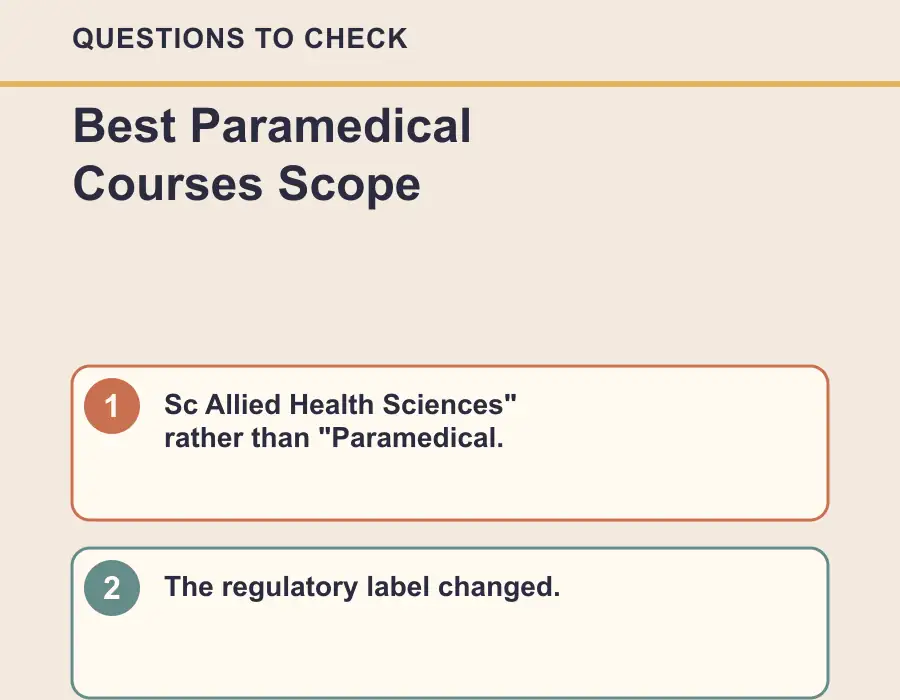 QUESTIONS TO CHECK
Best Paramedical
Courses Scope
1
Sc Allied Health Sciences"
rather than "Paramedical.
2
The regulatory label changed.